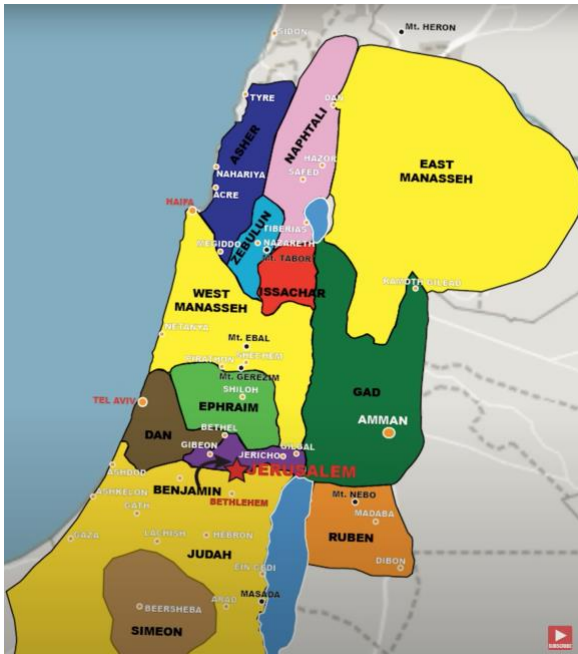 Mt. HERON
SIDON
TYRE
DAN
ASHER
NAPHTALI
HAZOR
SAFED
EAST
MANASSEH
NAHARIYA
ACRE
HAIFA
ZEBULUN
TIBERIAS
NAZARETH
MEGIDDO
Mt. TABOR
ISSACHAR
RAMOTH GILEAD
WEST
MANASSEH
NETANYA
Mt. EBAL
SHECHEM
Mt. GEREZIM
SHILOH
EPHRAIM
GAD
TEL AVIV
AMMAN
DAN
BETHEL
GIBEON
JERICHO
GILGAL
JERUSALEM
ASHDOD
BENJAMIN
ASHKELON
BETHLEHEM
GATH
Mt. NEBO
MADABA
GAZA
LACHISH
HEBRON
RUBEN
JUDAH
DIBON
EIN GEDI
MASADA
ARAD
BEERSHEBA
SIMEON
SUBSCRIBE